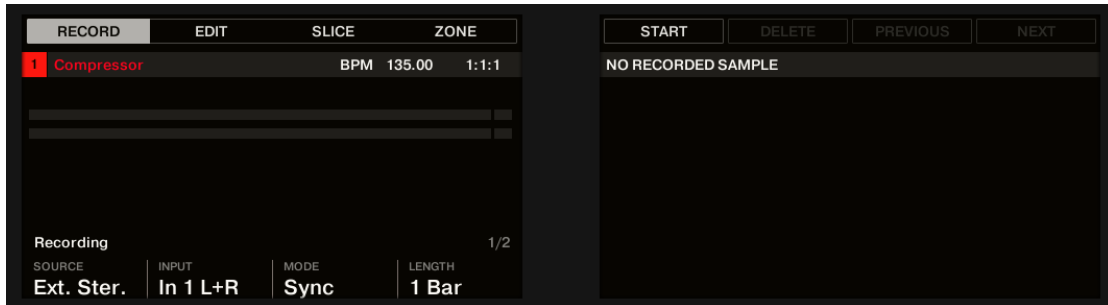 RECORD EDIT SLICE ZONE
1 Compressor BPM 135.00 1:1:1
Recording 1/2
SOURCE INPUT MODE LENGTH
Ext. Ster. In 1 L+R Sync 1 Bar
START DELETE PREVIOUS NEXT
NO RECORDED SAMPLE